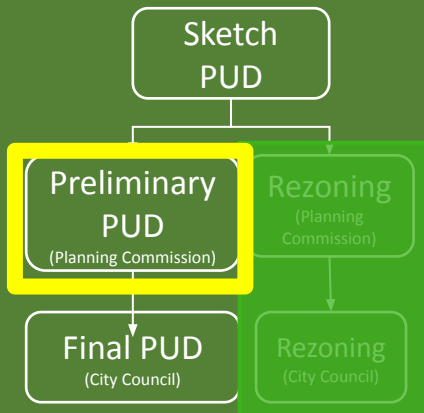 Sketch
PUD
Preliminary
PUD
(Planning Commission)
Rezoning
(Planning
Commission)
Final PUD
(City Council)
Rezoning
(City Council)